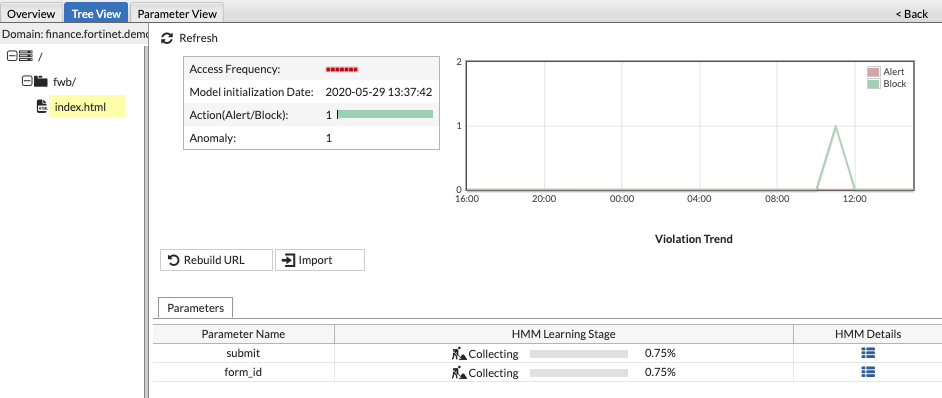 Overview Tree View Parameter View < Back
Domain: finance.fortinet.demo
/
fwb/
index.html
Refresh
Access Frequency:
Model initialization Date: 2020-05-29 13:37:42
Action(Alert/Block): 1
Anomaly: 1
2
1
0
Alert
Block
16:00 20:00 00:00 04:00 08:00 12:00
Violation Trend
Rebuild URL Import
Parameters
Parameter Name HMM Learning Stage HMM Details
submit Collecting 0.75%
form_id Collecting 0.75%